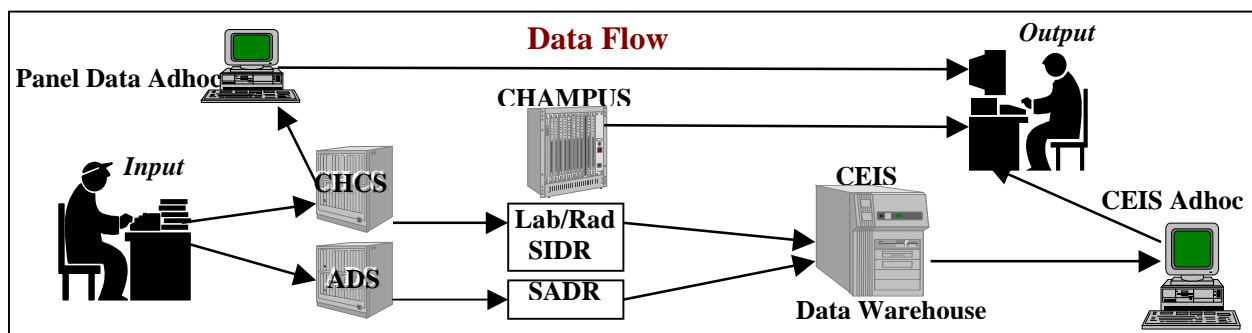 Data Flow
Output
Panel Data Adhoc
CHAMPUS
Input
CHCS
CEIS
CEIS Adhoc
Lab/Rad
SIDR
ADS
SADR
Data Warehouse